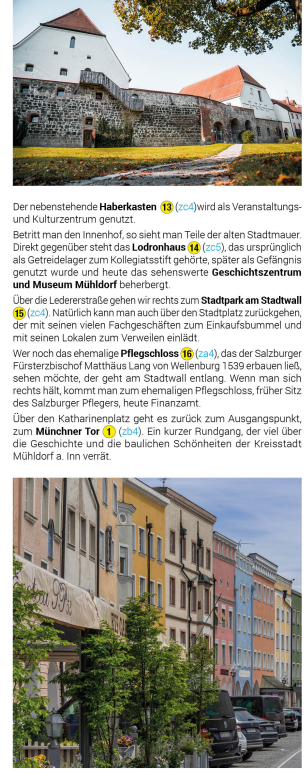 Der nebenstehende Haberkasten 13 (zc4)wird als Veranstaltungs-
und Kulturzentrum genutzt.
Betritt man den Innenhof, so sieht man Teile der alten Stadtmauer.
Direkt gegenüber steht das Lodronhaus 14 (zc5), das ursprünglich
als Getreidelager zum Kollegiatsstift gehörte, später als Gefängnis
genutzt wurde und heute das sehenswerte Geschichtszentrum
und Museum Mühldorf beherbergt.
Über die Ledererstraße gehen wir rechts zum Stadtpark am Stadtwall
15 (zc4). Natürlich kann man auch über den Stadtplatz zurückgehen,
der mit seinen vielen Fachgeschäften zum Einkaufsbummel und
mit seinen Lokalen zum Verweilen einlädt.
Wer noch das ehemalige Pflegschloss 16 (za4), das der Salzburger
Fürsterzbischof Matthäus Lang von Wellenburg 1539 erbauen ließ,
sehen möchte, der geht am Stadtwall entlang. Wenn man sich
rechts hält, kommt man zum ehemaligen Pflegschloss, früher Sitz
des Salzburger Pflegers, heute Finanzamt.
Über den Katharinenplatz geht es zurück zum Ausgangspunkt,
zum Münchner Tor 1 (zb4). Ein kurzer Rundgang, der viel über
die Geschichte und die baulichen Schönheiten der Kreisstadt
Mühldorf a. Inn verrät.